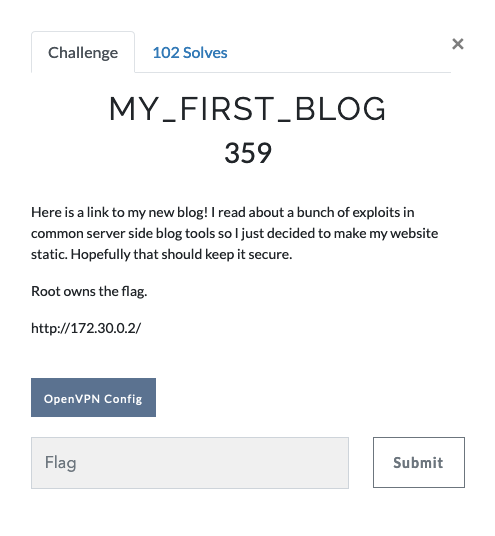 Challenge
102 Solves
×
MY_FIRST_BLOG
359
Here is a link to my new blog! I read about a bunch of exploits in
common server side blog tools so I just decided to make my website
static. Hopefully that should keep it secure.
Root owns the flag.
http://172.30.0.2/
OpenVPN Config
Flag
Submit